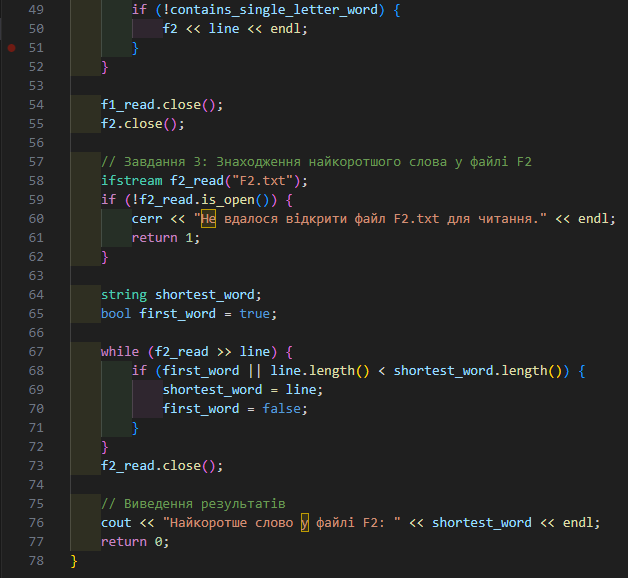 49 if (!contains_single_letter_word) {
50 f2 << line << endl;
51 }
52 }
53
54 f1_read.close();
55 f2.close();
56
57 // Завдання 3: Знаходження найкоротшого слова у файлі F2
58 ifstream f2_read("F2.txt");
59 if (!f2_read.is_open()) {
60 cerr << "Не вдалося відкрити файл F2.txt для читання." << endl;
61 return 1;
62 }
63
64 string shortest_word;
65 bool first_word = true;
66
67 while (f2_read >> line) {
68 if (first_word || line.length() < shortest_word.length()) {
69 shortest_word = line;
70 first_word = false;
71 }
72 }
73 f2_read.close();
74
75 // Виведення результатів
76 cout << "Найкоротше слово у файлі F2: " << shortest_word << endl;
77 return 0;
78 }